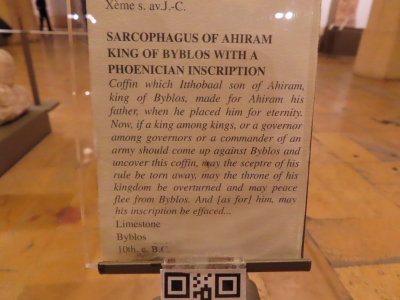 Xème s. av.J.-C.
SARCOPHAGUS OF AHIRAM
KING OF BYBLOS WITH A
PHOENICIAN INSCRIPTION
Coffin which Itthobaal son of Ahiram,
king of Byblos, made for Ahiram his
father, when he placed him for eternity.
Now, if a king among kings, or a governor
among governors or a commander of an
army should come up against Byblos and
uncover this coffin, may the sceptre of his
rule be torn away, may the throne of his
kingdom be overturned and may peace
flee from Byblos. And [as for] him, may
his inscription be effaced...
Limestone
Byblos
10th. c. B.C.